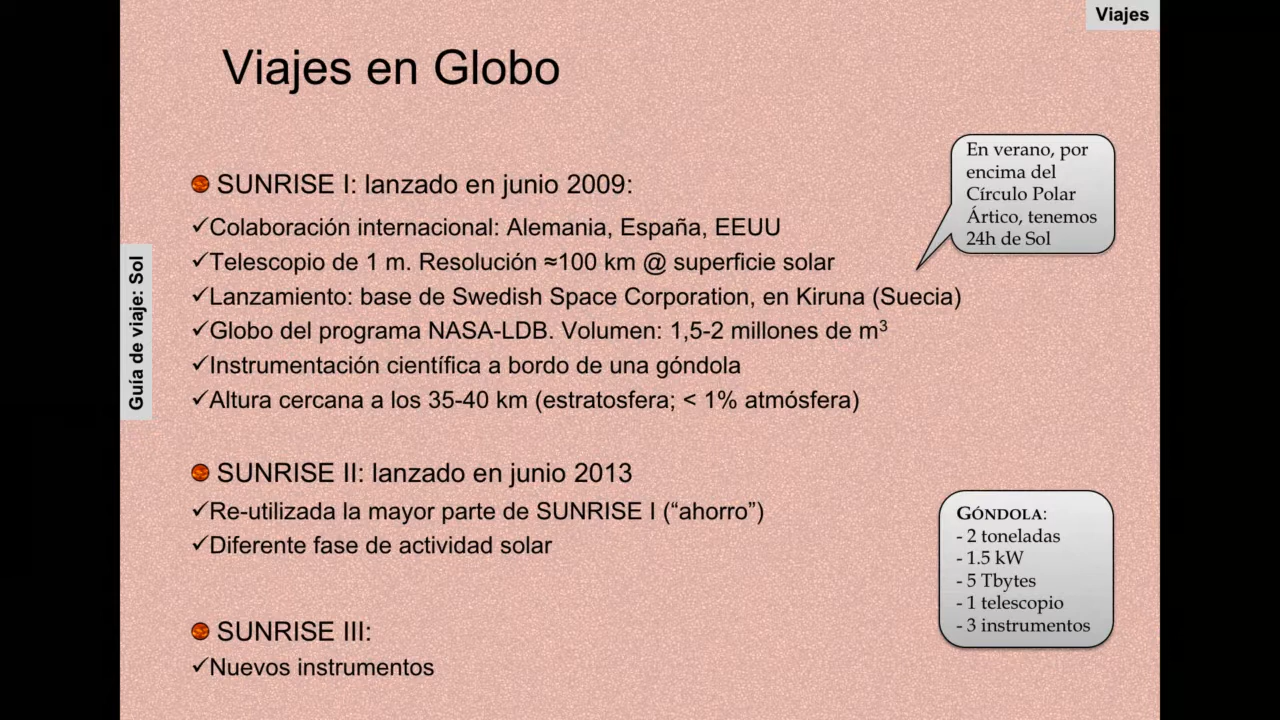 Viajes
Viajes en Globo
SUNRISE I: lanzado en junio 2009:
✓Colaboración internacional: Alemania, España, EEUU
✓Telescopio de 1 m. Resolución ≈100 km @ superficie solar
✓Lanzamiento: base de Swedish Space Corporation, en Kiruna (Suecia)
✓Globo del programa NASA-LDB. Volumen: 1,5-2 millones de m³
✓Instrumentación científica a bordo de una góndola
✓Altura cercana a los 35-40 km (estratosfera; < 1% atmósfera)
En verano, por
encima del
Círculo Polar
Ártico, tenemos
24h de Sol
Guía de viaje: Sol
SUNRISE II: lanzado en junio 2013
✓Re-utilizada la mayor parte de SUNRISE I (“ahorro”)
✓Diferente fase de actividad solar
GÓNDOLA:
- 2 toneladas
- 1.5 kW
- 5 Tbytes
- 1 telescopio
- 3 instrumentos
SUNRISE III:
✓Nuevos instrumentos